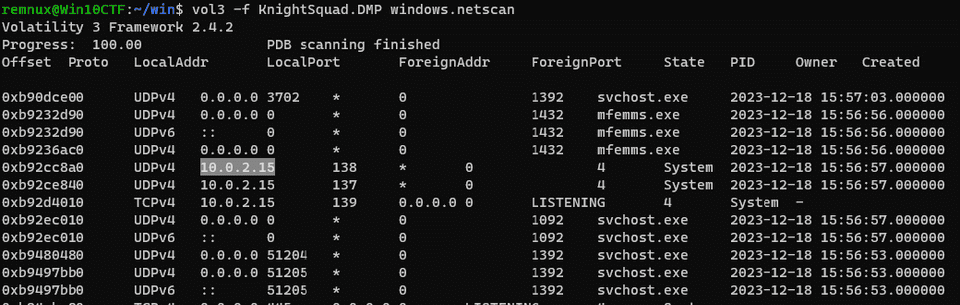 remnux@Win10CTF:~/win$ vol3 -f KnightSquad.DMP windows.netscan
Volatility 3 Framework 2.4.2
Progress:  100.00               PDB scanning finished
Offset  Proto   LocalAddr       LocalPort       ForeignAddr     ForeignPort     State   PID     Owner   Created
0xb90dce00      UDPv4   0.0.0.0 3702    *       0               1392    svchost.exe     2023-12-18 15:57:03.000000
0xb9232d90      UDPv4   0.0.0.0 0       *       0               1432    mfemms.exe      2023-12-18 15:56:56.000000
0xb9232d90      UDPv6   ::      0       *       0               1432    mfemms.exe      2023-12-18 15:56:56.000000
0xb9236ac0      UDPv4   0.0.0.0 0       *       0               1432    mfemms.exe      2023-12-18 15:56:56.000000
0xb92cc8a0      UDPv4   10.0.2.15       138     *       0               4       System  2023-12-18 15:56:57.000000
0xb92ce840      UDPv4   10.0.2.15       137     *       0               4       System  2023-12-18 15:56:57.000000
0xb92d4010      TCPv4   10.0.2.15       139     0.0.0.0 0       LISTENING       4       System  -
0xb92ec010      UDPv4   0.0.0.0 0       *       0               1092    svchost.exe     2023-12-18 15:56:57.000000
0xb92ec010      UDPv6   ::      0       *       0               1092    svchost.exe     2023-12-18 15:56:57.000000
0xb9480480      UDPv4   0.0.0.0 51204   *       0               1392    svchost.exe     2023-12-18 15:56:53.000000
0xb9497bb0      UDPv4   0.0.0.0 51205   *       0               1392    svchost.exe     2023-12-18 15:56:53.000000
0xb9497bb0      UDPv6   ::      51205   *       0               1392    svchost.exe     2023-12-18 15:56:53.000000